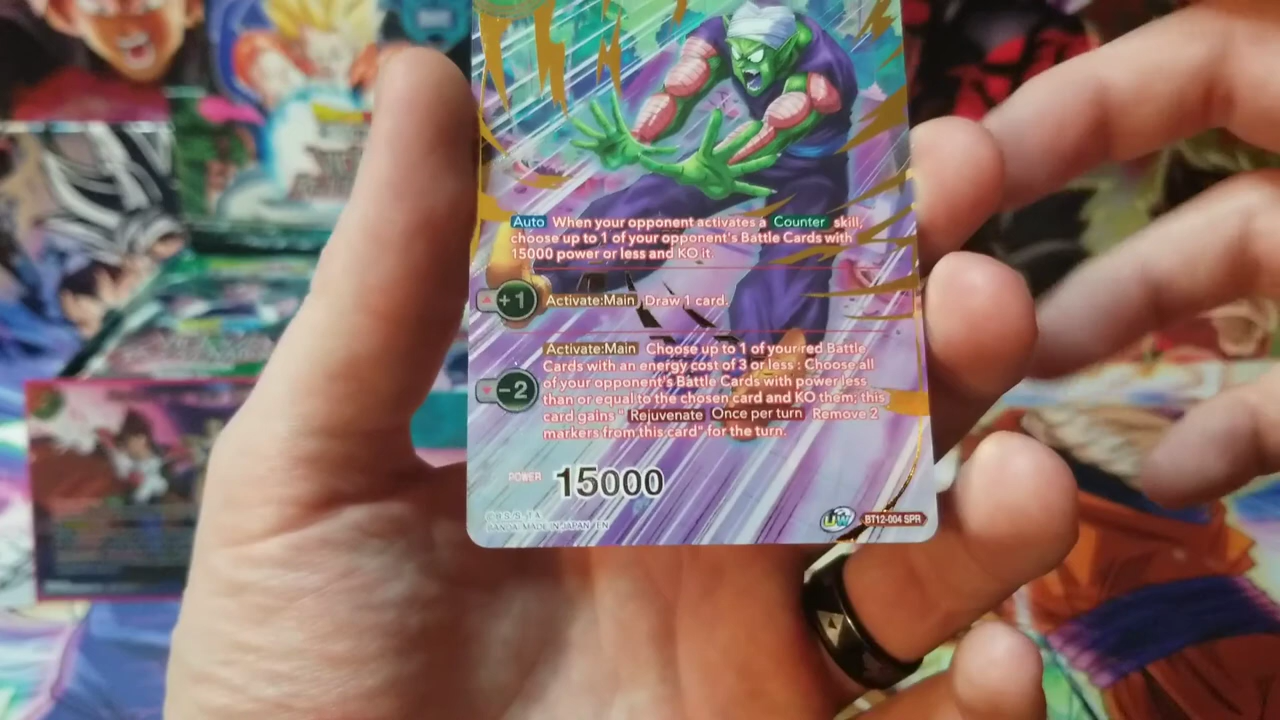 Auto When your opponent activates a Counter skill,
choose up to 1 of your opponent's Battle Cards with
15000 power or less and KO it.
+1 Activate:Main Draw 1 card.
Activate:Main Choose up to 1 of your red Battle
Cards with an energy cost of 3 or less : Choose all
of your opponent's Battle Cards with power less
-2 than or equal to the chosen card and KO them; this
card gains " Rejuvenate Once per turn Remove 2
markers from this card" for the turn.
POWER 15000
BANDAI MADE IN JAPAN
UW BT12-004 SPR